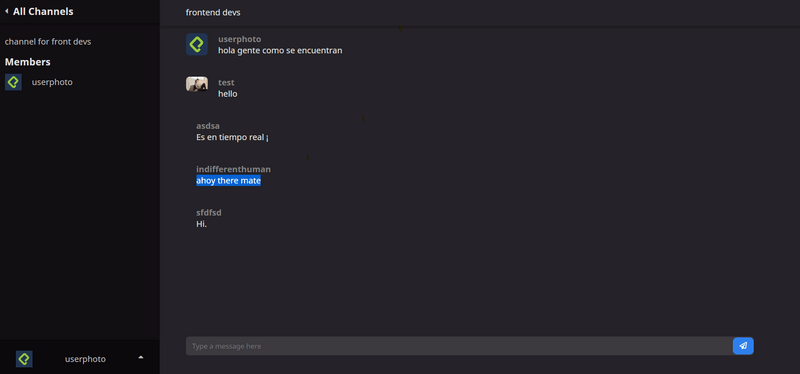 All Channels
channel for front devs
Members
userphoto
userphoto
frontend devs
userphoto
hola gente como se encuentran
test
hello
asdsa
Es en tiempo real ¡
indifferenthuman
ahoy there mate
sfdfsd
Hi.
Type a message here